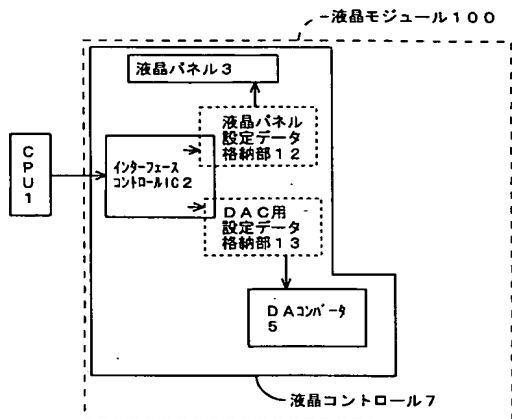 液晶モジュール100
液晶パネル3
液晶パネル
設定データ
格納部12
CPU1
インターフェース
コントロールIC2
DAC用
設定データ
格納部13
DAコンバータ
5
液晶コントロール7